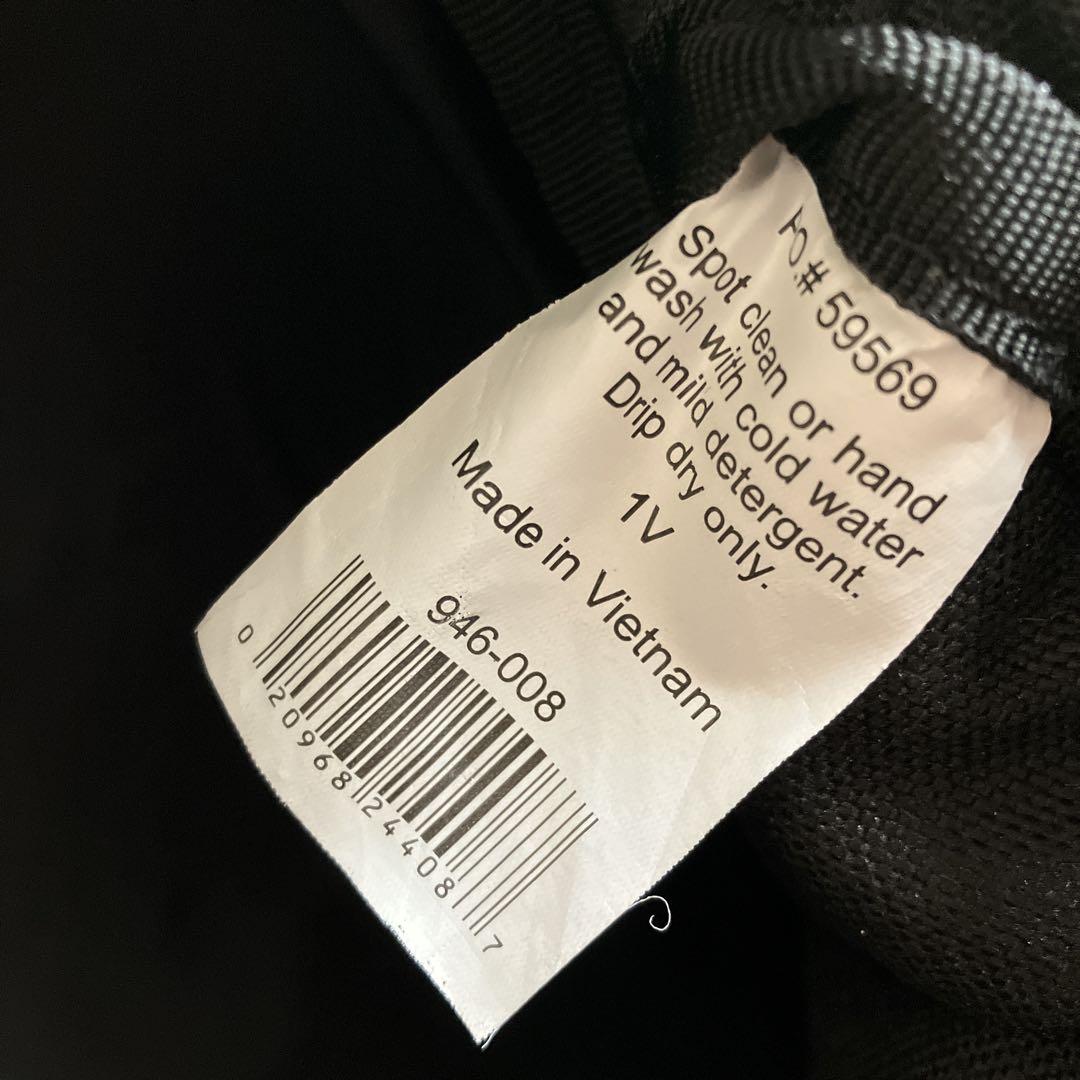 PO.# 59569
Spot clean or hand
wash with cold water
and mild detergent.
Drip dry only.
1V
Made in Vietnam
946-008
0 20968 24408 7